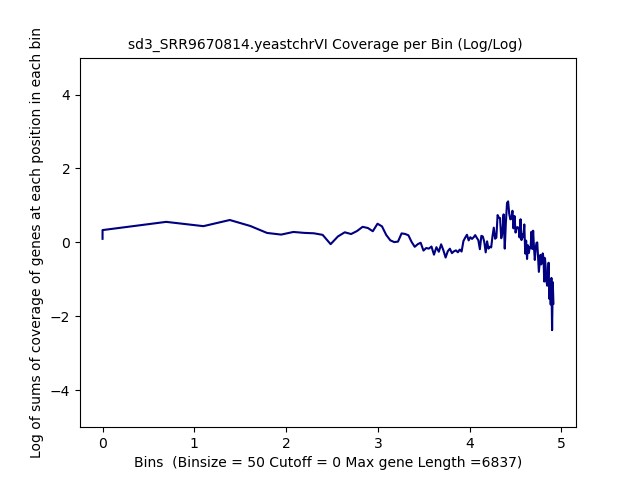 sd3_SRR9670814.yeastchrVI Coverage per Bin (Log/Log)
Log of sums of coverage of genes at each position in each bin
4
2
0
−2
−4
0 1 2 3 4 5
Bins  (Binsize = 50 Cutoff = 0 Max gene Length =6837)